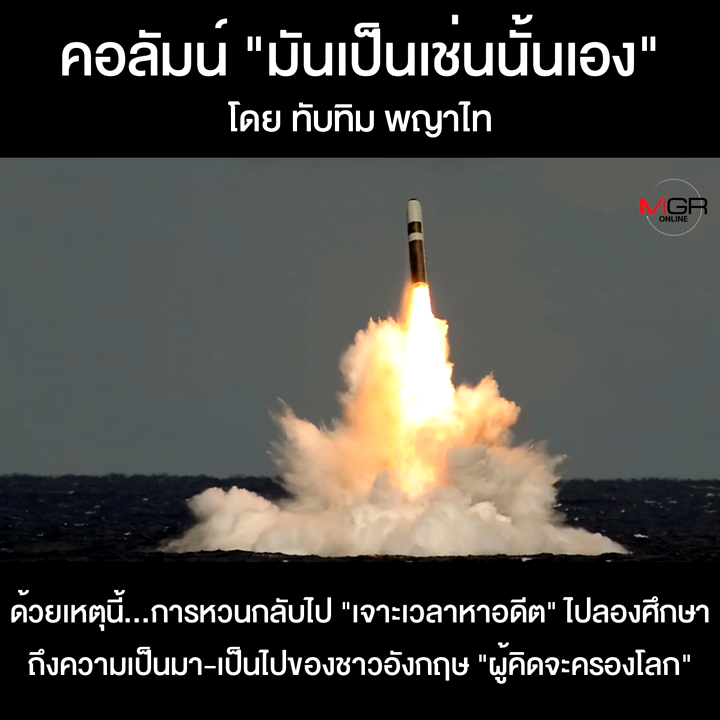 คอลัมน์ "มันเป็นเช่นนั้นเอง"
โดย ทับทิม พญาไท
MGR
ONLINE
ด้วยเหตุนี้...การหวนกลับไป "เจาะเวลาหาอดีต" ไปลองศึกษา
ถึงความเป็นมา-เป็นไปของชาวอังกฤษ "ผู้คิดจะครองโลก"